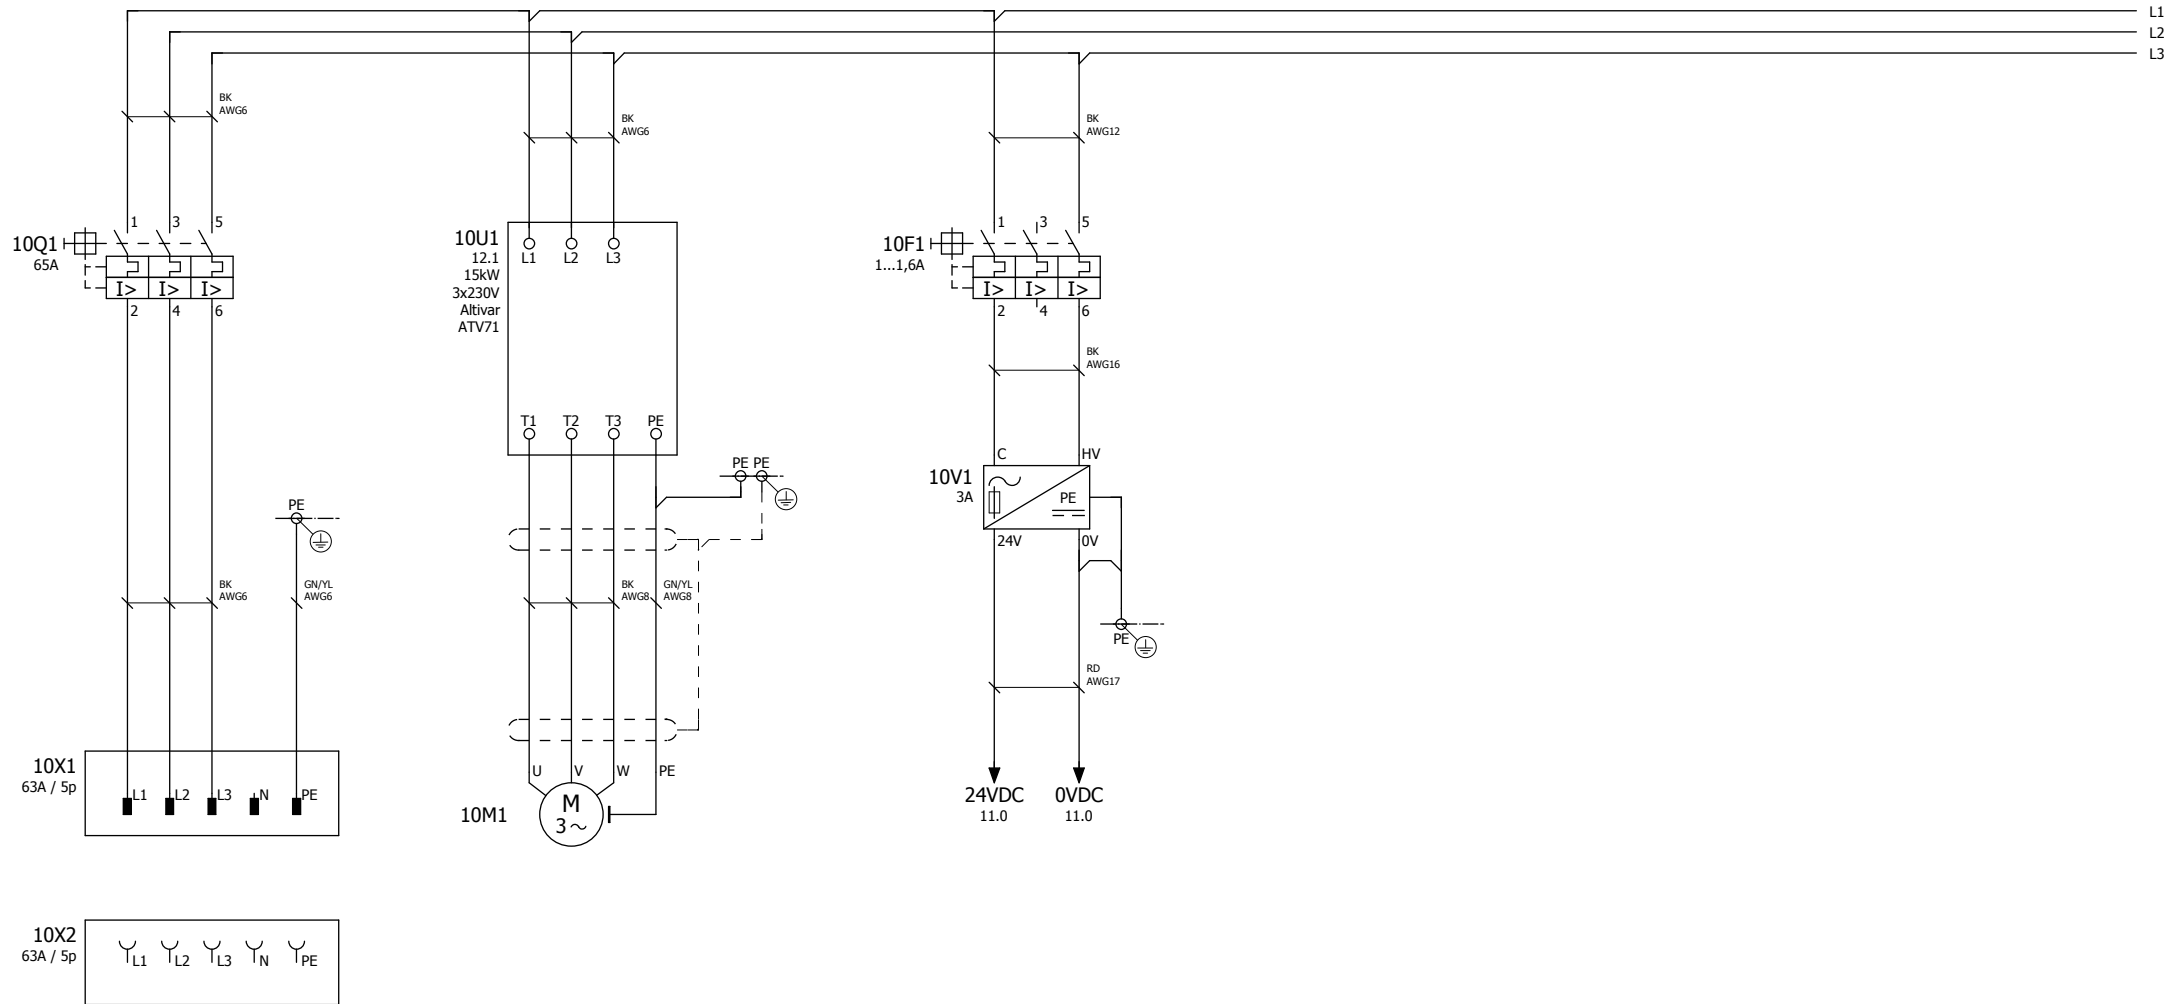 L1
L2
L3
BK
AWG6
BK
AWG6
BK
AWG12
10Q1
65A
1
3
5
I>
I>
I>
2
4
6
10U1
12.1
15kW
3x230V
Altivar
ATV71
L1
L2
L3
T1
T2
T3
PE
10F1
1...1,6A
1
3
5
I>
I>
I>
2
4
6
BK
AWG16
PE
PE
PE
10V1
3A
C
HV
PE
24V
0V
BK
AWG6
GN/YL
AWG6
BK
AWG8
GN/YL
AWG8
PE
RD
AWG17
10X1
63A / 5p
L1
L2
L3
N
PE
U
V
W
PE
10M1
M
3~
24VDC
11.0
0VDC
11.0
10X2
63A / 5p
L1
L2
L3
N
PE